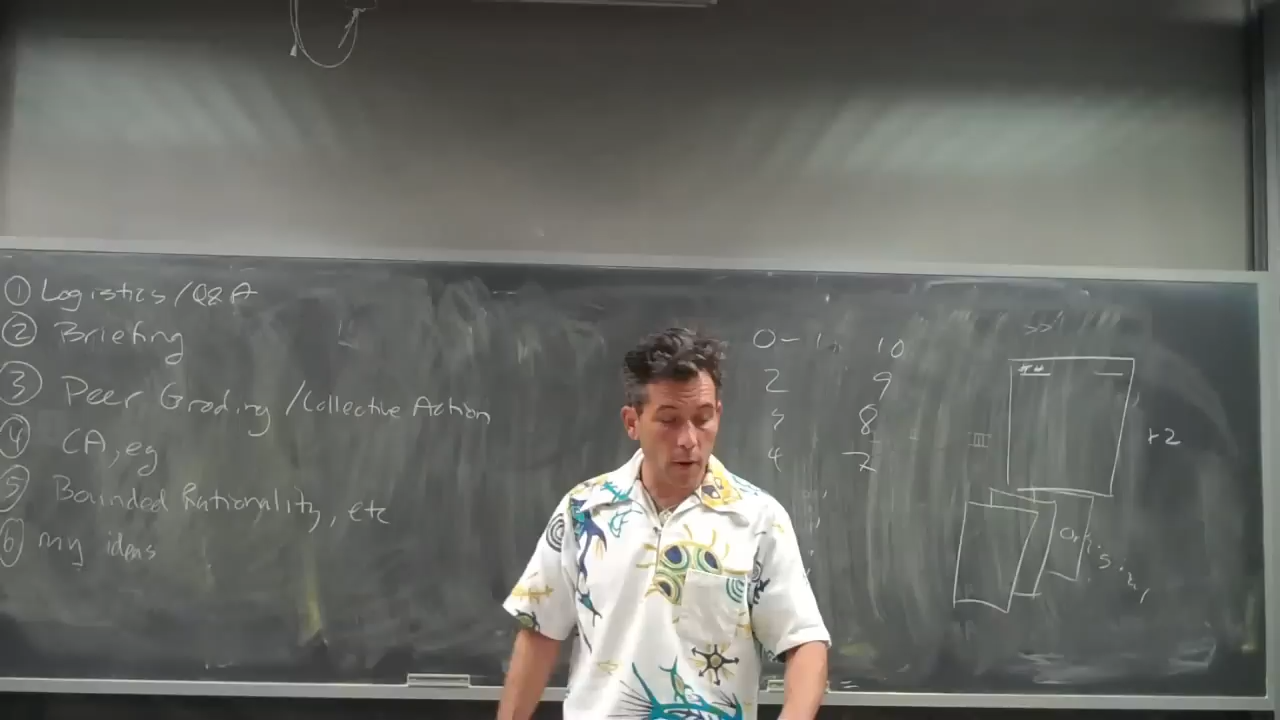 ① Logistics/Q&A
② Briefing
③ Peer Grading/Collective Action
④ CA, eg
⑤ Bounded Rationality, etc
⑥ my ideas
0-1 10
2 9
3 8
4 7
+2